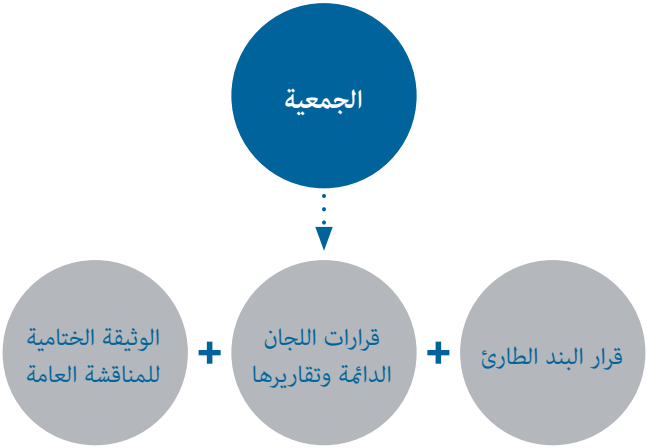 الجمعية
قرار البند الطارئ
+
قرارات اللجان
الدائمة وتقاريرها
+
الوثيقة الختامية
للمناقشة العامة